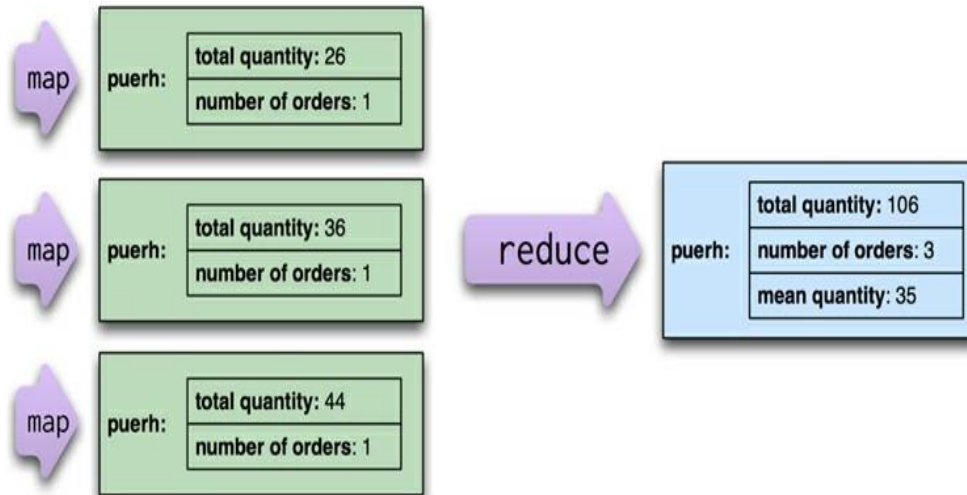 map
puerh:
total quantity: 26
number of orders: 1
map
puerh:
total quantity: 36
number of orders: 1
map
puerh:
total quantity: 44
number of orders: 1
reduce
puerh:
total quantity: 106
number of orders: 3
mean quantity: 35